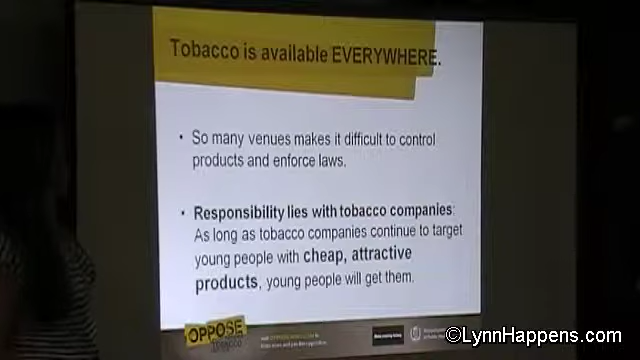 Tobacco is available EVERYWHERE.
• So many venues makes it difficult to control
products and enforce laws.
• Responsibility lies with tobacco companies:
As long as tobacco companies continue to target
young people with cheap, attractive
products, young people will get them.
OPPOSE
©LynnHappens.com